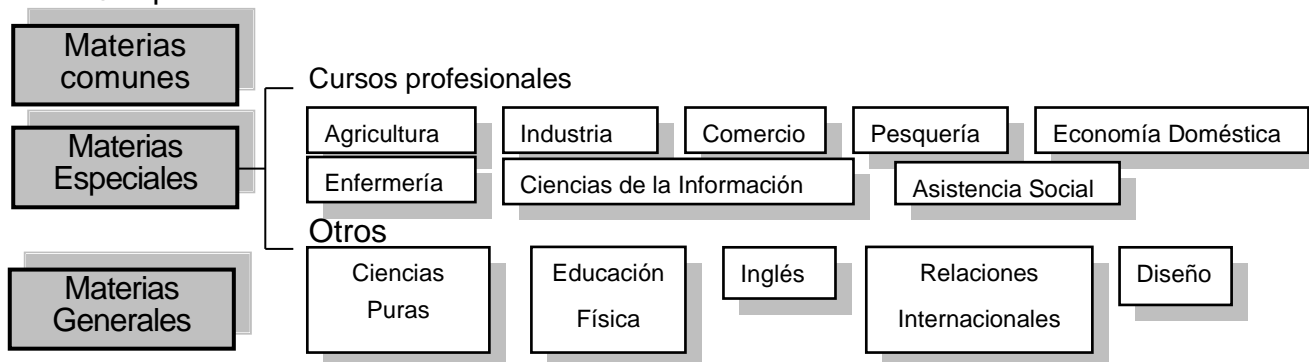 Materias
comunes
Cursos profesionales
Agricultura
Industria
Comercio
Pesquería
Economía Doméstica
Materias
Especiales
Enfermería
Ciencias de la Información
Asistencia Social
Otros
Ciencias
Puras
Educación
Física
Inglés
Relaciones
Internacionales
Diseño
Materias
Generales